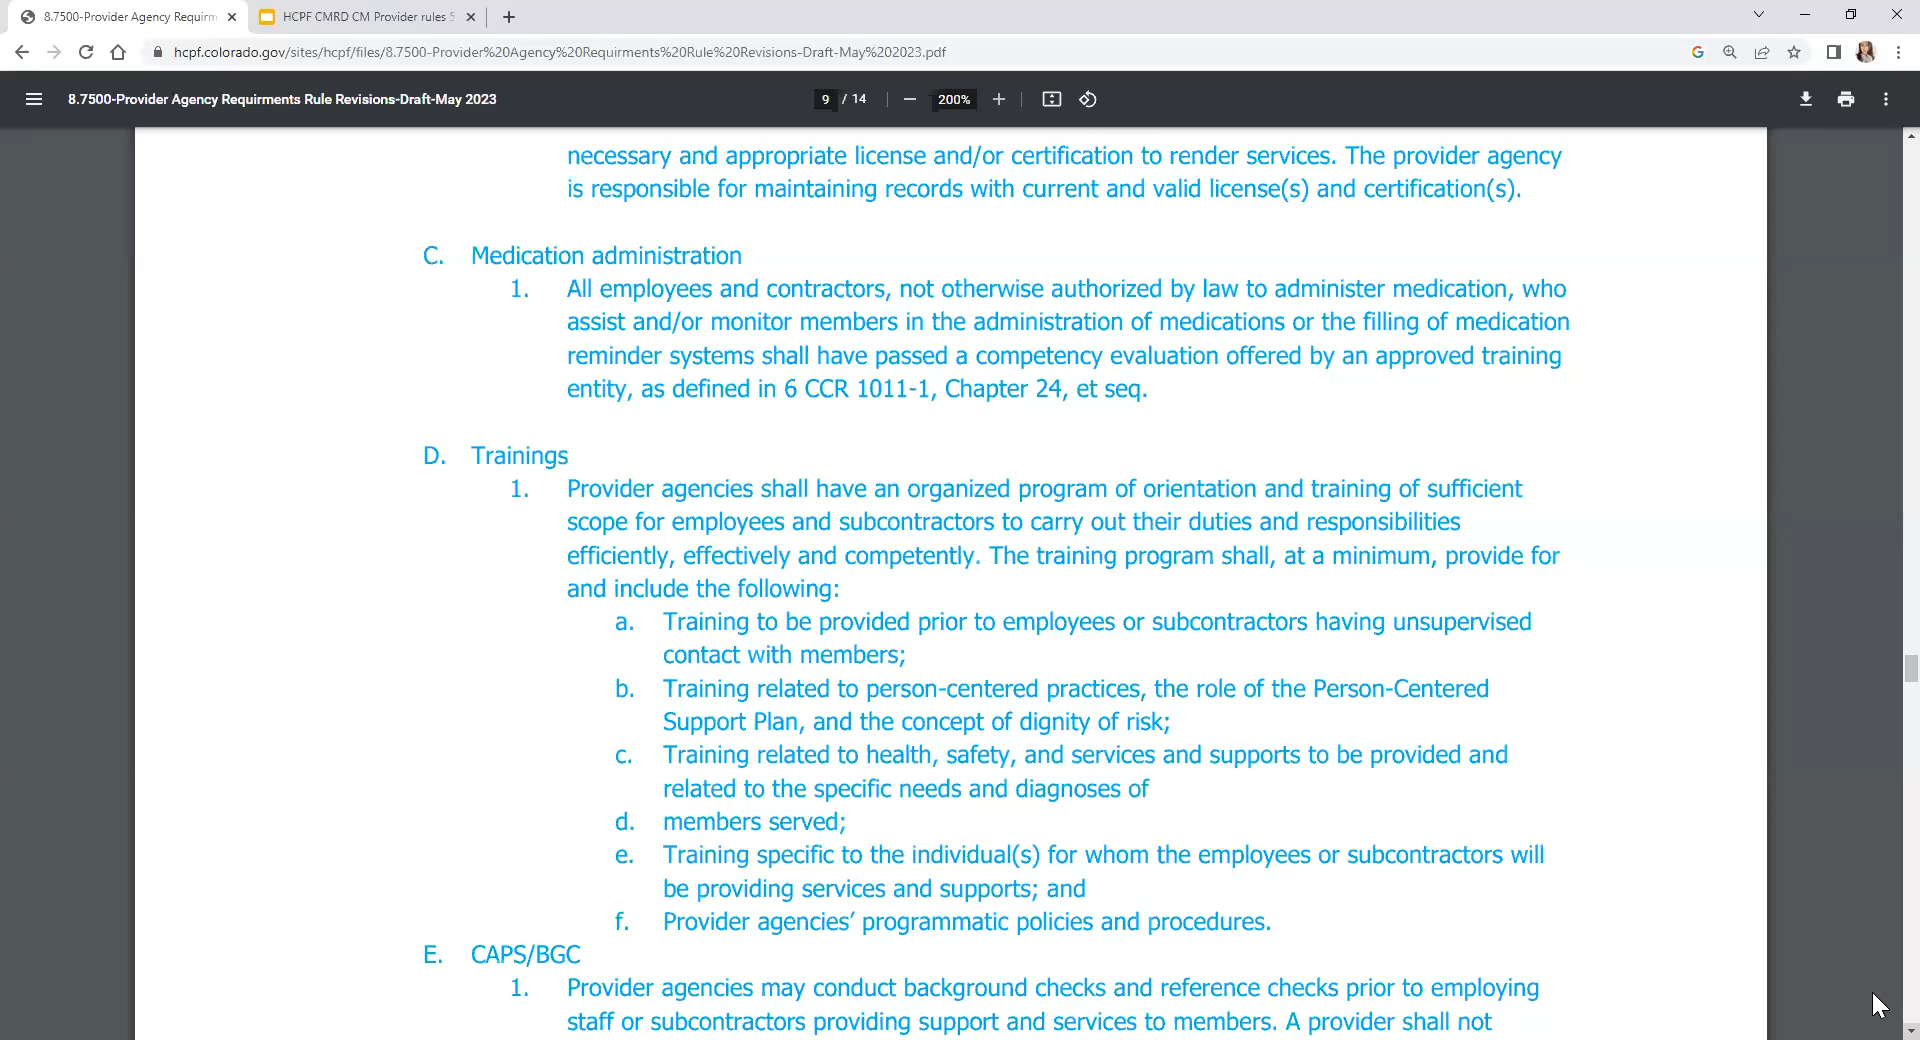 8.7500-Provider Agency Requirm
HCPF CMRD CM Provider rules 5
hcpf.colorado.gov/sites/hcpf/files/8.7500-Provider%20Agency%20Requirments%20Rule%20Revisions-Draft-May%202023.pdf
8.7500-Provider Agency Requirments Rule Revisions-Draft-May 2023
9 / 14
200%
necessary and appropriate license and/or certification to render services. The provider agency
is responsible for maintaining records with current and valid license(s) and certification(s).
C. Medication administration
1. All employees and contractors, not otherwise authorized by law to administer medication, who
assist and/or monitor members in the administration of medications or the filling of medication
reminder systems shall have passed a competency evaluation offered by an approved training
entity, as defined in 6 CCR 1011-1, Chapter 24, et seq.
D. Trainings
1. Provider agencies shall have an organized program of orientation and training of sufficient
scope for employees and subcontractors to carry out their duties and responsibilities
efficiently, effectively and competently. The training program shall, at a minimum, provide for
and include the following:
a. Training to be provided prior to employees or subcontractors having unsupervised
contact with members;
b. Training related to person-centered practices, the role of the Person-Centered
Support Plan, and the concept of dignity of risk;
c. Training related to health, safety, and services and supports to be provided and
related to the specific needs and diagnoses of
d. members served;
e. Training specific to the individual(s) for whom the employees or subcontractors will
be providing services and supports; and
f. Provider agencies' programmatic policies and procedures.
E. CAPS/BGC
1. Provider agencies may conduct background checks and reference checks prior to employing
staff or subcontractors providing support and services to members. A provider shall not